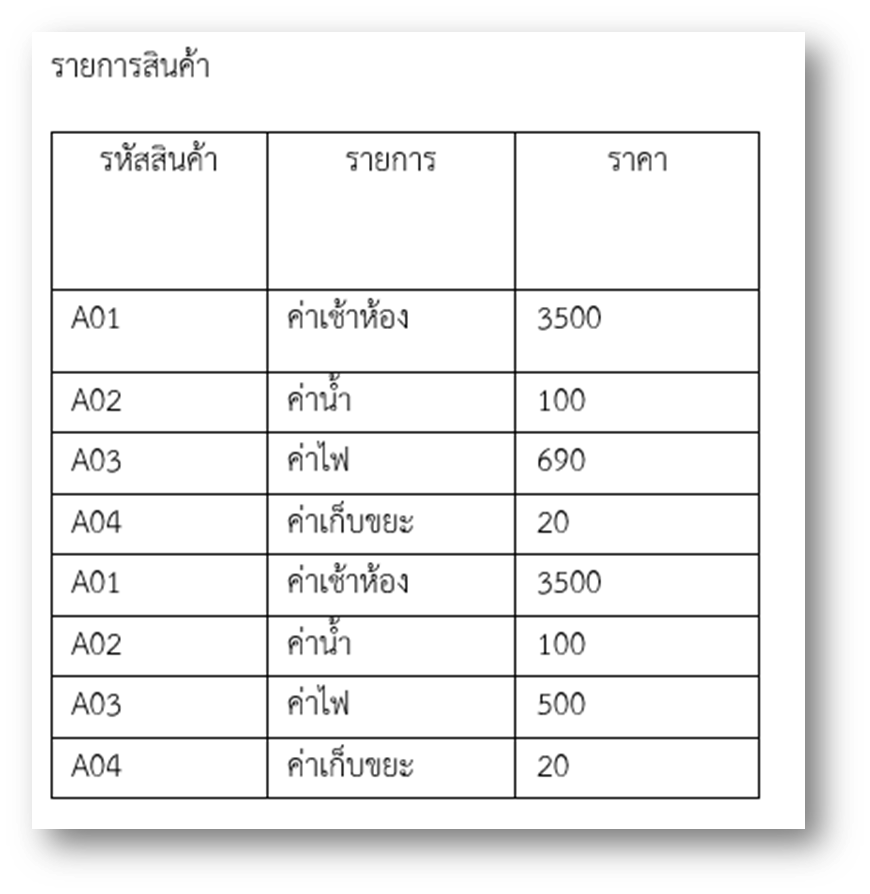 รายการสินค้า
รหัสสินค้า รายการ ราคา
A01 ค่าเช้าห้อง 3500
A02 ค่าน้ำ 100
A03 ค่าไฟ 690
A04 ค่าเก็บขยะ 20
A01 ค่าเช้าห้อง 3500
A02 ค่าน้ำ 100
A03 ค่าไฟ 500
A04 ค่าเก็บขยะ 20